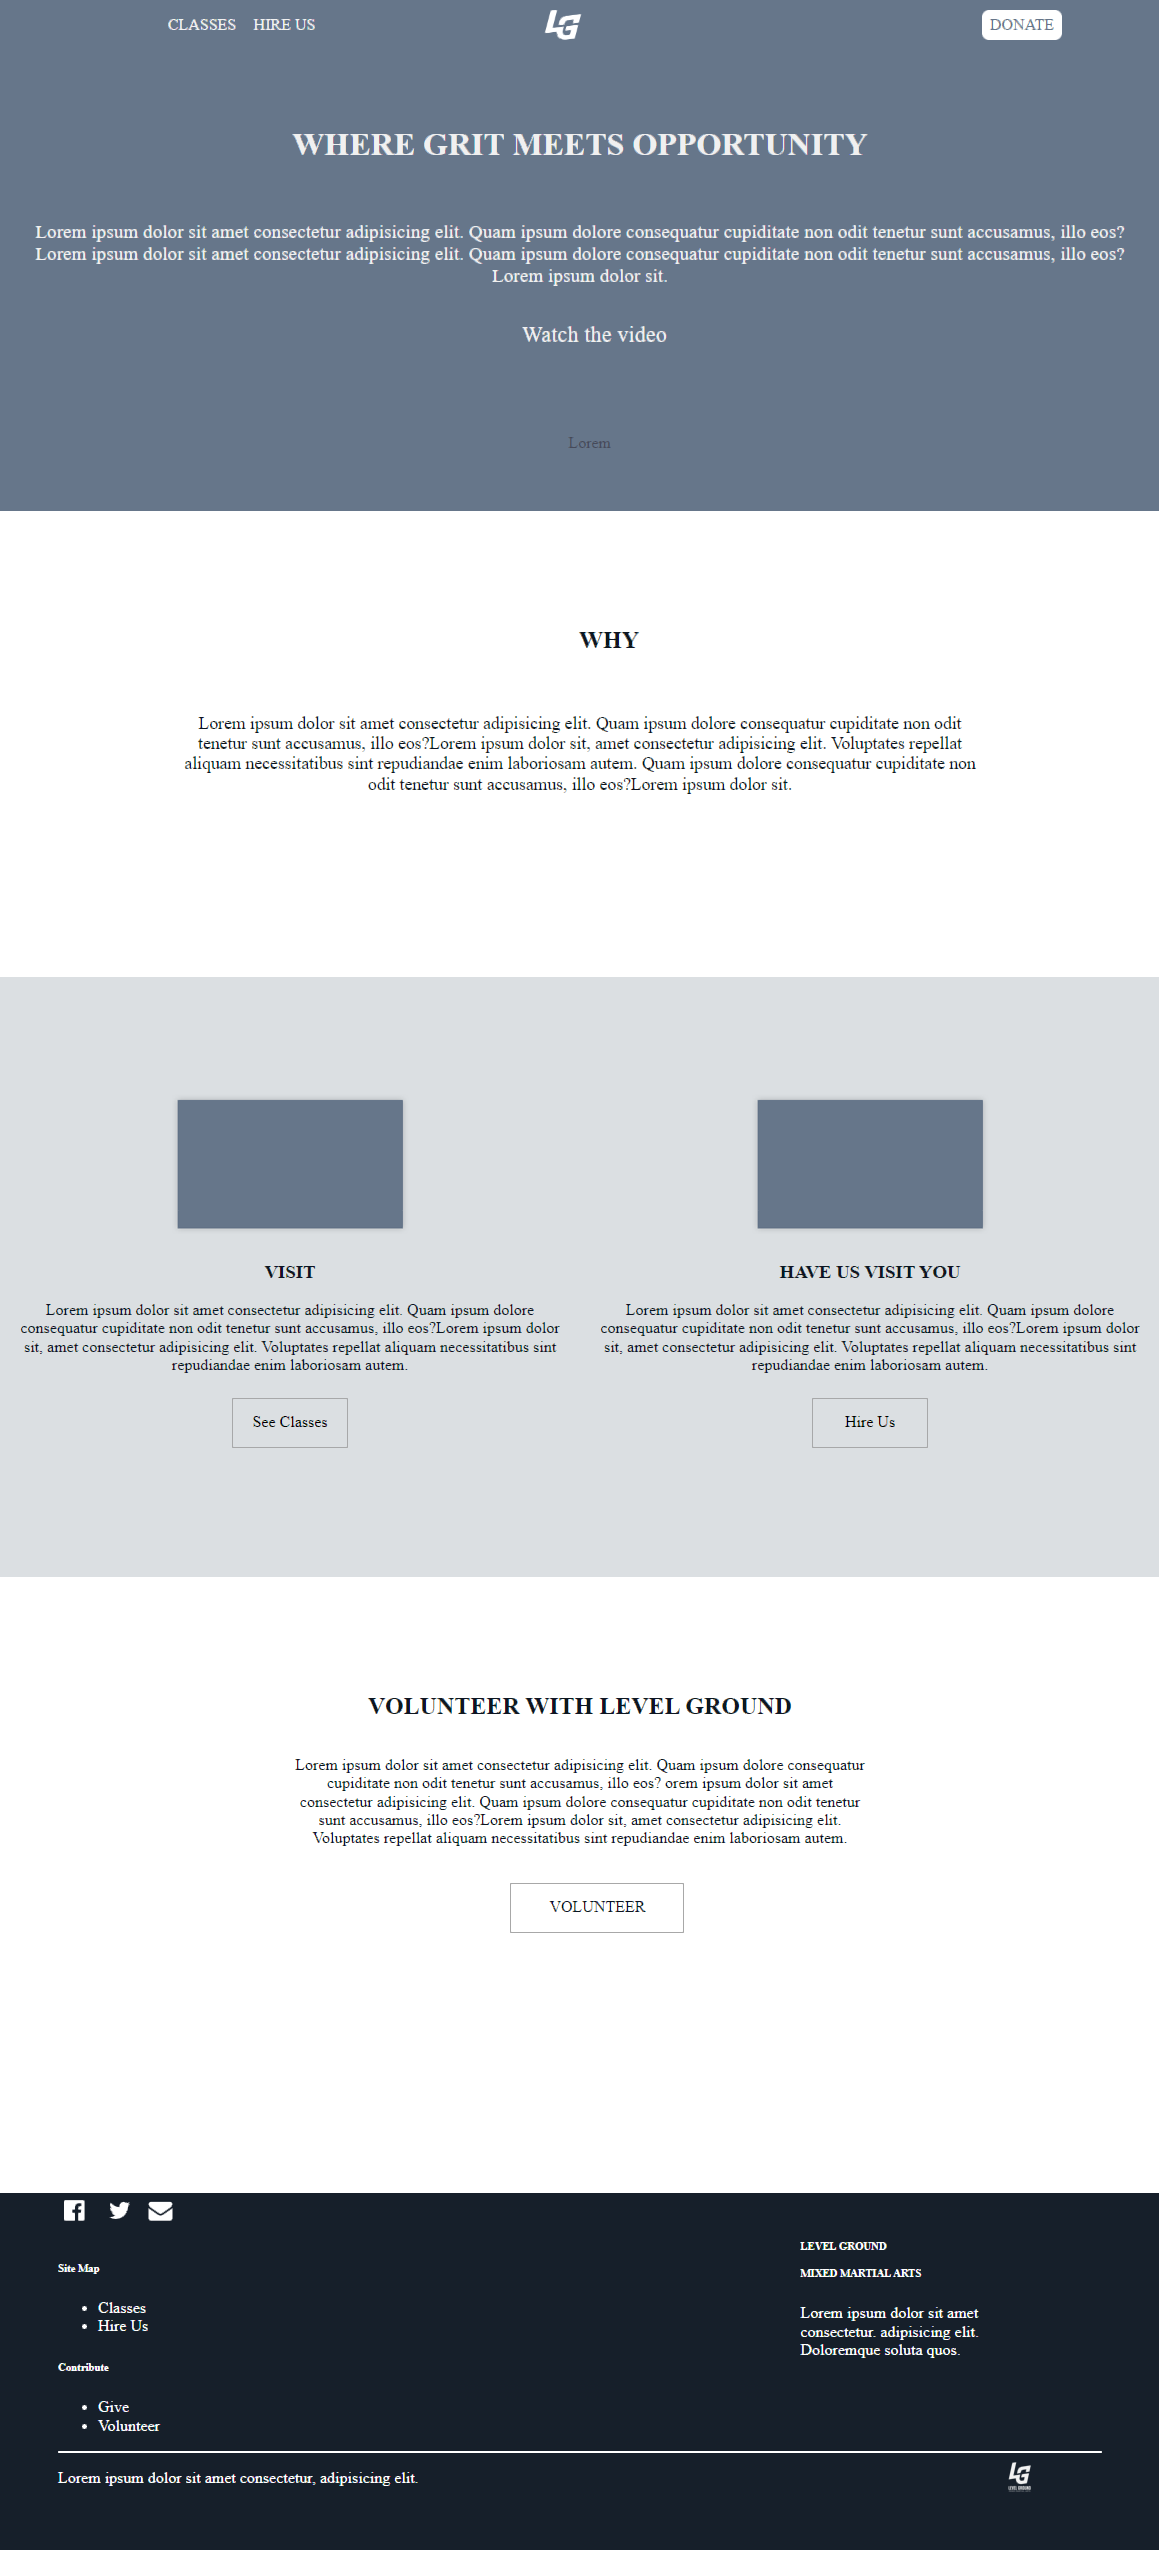 CLASSES HIRE US LG DONATE
WHERE GRIT MEETS OPPORTUNITY
Lorem ipsum dolor sit amet consectetur adipisicing elit. Quam ipsum dolore consequatur cupiditate non odit tenetur sunt accusamus, illo eos?
Lorem ipsum dolor sit amet consectetur adipisicing elit. Quam ipsum dolore consequatur cupiditate non odit tenetur sunt accusamus, illo eos?
Lorem ipsum dolor sit.
Watch the video
Lorem
WHY
Lorem ipsum dolor sit amet consectetur adipisicing elit. Quam ipsum dolore consequatur cupiditate non odit
tenetur sunt accusamus, illo eos?Lorem ipsum dolor sit, amet consectetur adipisicing elit. Voluptates repellat
aliquam necessitatibus sint repudiandae enim laboriosam autem. Quam ipsum dolore consequatur cupiditate non
odit tenetur sunt accusamus, illo eos?Lorem ipsum dolor sit.
VISIT
Lorem ipsum dolor sit amet consectetur adipisicing elit. Quam ipsum dolore
consequatur cupiditate non odit tenetur sunt accusamus, illo eos?Lorem ipsum dolor
sit, amet consectetur adipisicing elit. Voluptates repellat aliquam necessitatibus sint
repudiandae enim laboriosam autem.
See Classes
HAVE US VISIT YOU
Lorem ipsum dolor sit amet consectetur adipisicing elit. Quam ipsum dolore
consequatur cupiditate non odit tenetur sunt accusamus, illo eos?Lorem ipsum dolor
sit, amet consectetur adipisicing elit. Voluptates repellat aliquam necessitatibus sint
repudiandae enim laboriosam autem.
Hire Us
VOLUNTEER WITH LEVEL GROUND
Lorem ipsum dolor sit amet consectetur adipisicing elit. Quam ipsum dolore consequatur
cupiditate non odit tenetur sunt accusamus, illo eos? orem ipsum dolor sit amet
consectetur adipisicing elit. Quam ipsum dolore consequatur cupiditate non odit tenetur
sunt accusamus, illo eos?Lorem ipsum dolor sit, amet consectetur adipisicing elit.
Voluptates repellat aliquam necessitatibus sint repudiandae enim laboriosam autem.
VOLUNTEER
Site Map
• Classes
• Hire Us
Contribute
• Give
• Volunteer
LEVEL GROUND
MIXED MARTIAL ARTS
Lorem ipsum dolor sit amet
consectetur. adipisicing elit.
Doloremque soluta quos.
Lorem ipsum dolor sit amet consectetur, adipisicing elit.
LG
LEVEL GROUND